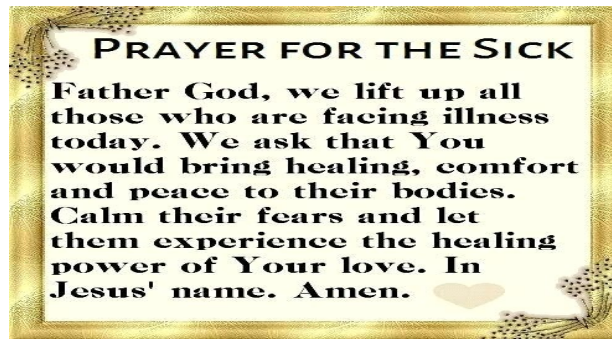 PRAYER FOR THE SICK
Father God, we lift up all
those who are facing illness
today. We ask that You
would bring healing, comfort
and peace to their bodies.
Calm their fears and let
them experience the healing
power of Your love. In
Jesus' name. Amen.